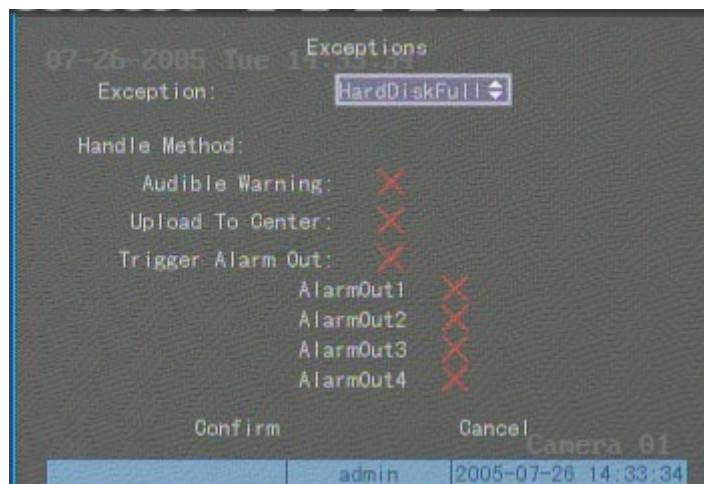 Exceptions
07-26-2005 Tue 14:33:34
Exception: HardDiskFull
Handle Method:
Audible Warning:
Upload To Center:
Trigger Alarm Out:
AlarmOut1
AlarmOut2
AlarmOut3
AlarmOut4
Confirm Cancel
Camera 01
admin 2005-07-26 14:33:34